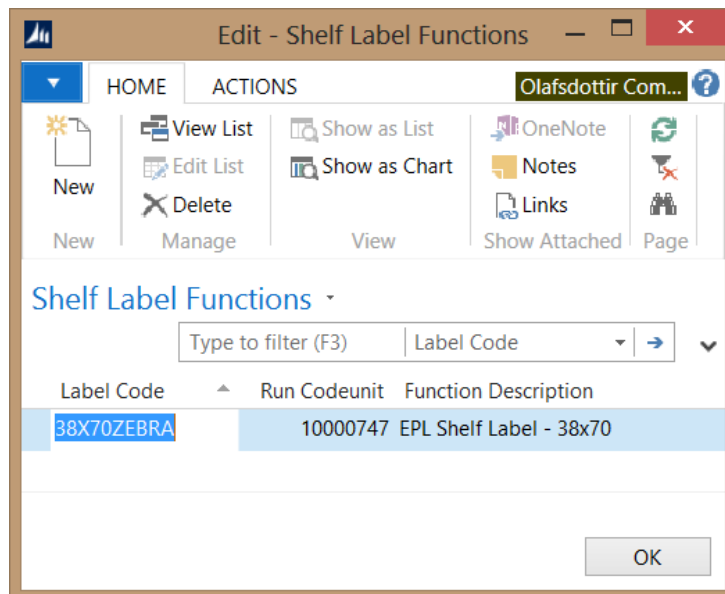 Edit - Shelf Label Functions
HOME ACTIONS Olafsdottir Com...
View List Show as List OneNote
New Edit List Show as Chart Notes
Delete Links
New Manage View Show Attached Page
Shelf Label Functions
Type to filter (F3) Label Code
Label Code Run Codeunit Function Description
38X70ZEBRA 10000747 EPL Shelf Label - 38x70
OK